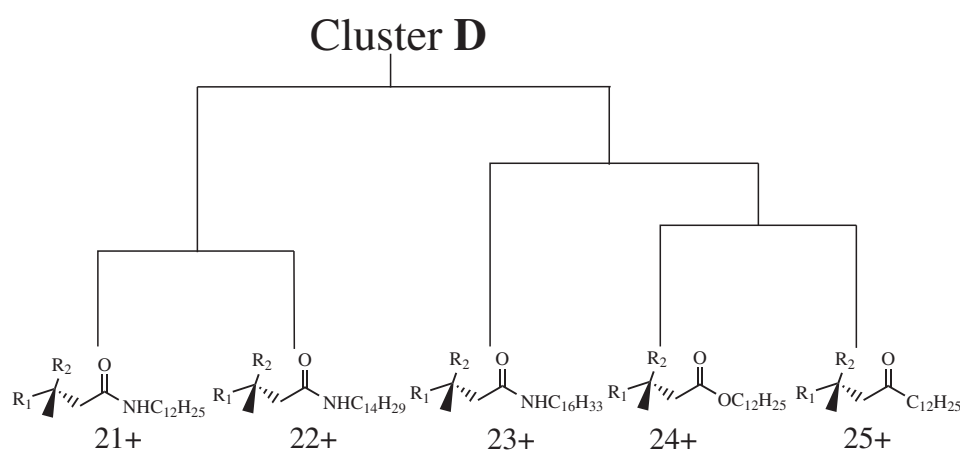 Cluster D
R₂ O R₁ NHC₁₂H₂₅
R₂ O R₁ NHC₁₄H₂₉
R₂ O R₁ NHC₁₆H₃₃
R₂ O R₁ OC₁₂H₂₅
R₂ O R₁ C₁₂H₂₅
21+ 22+ 23+ 24+ 25+